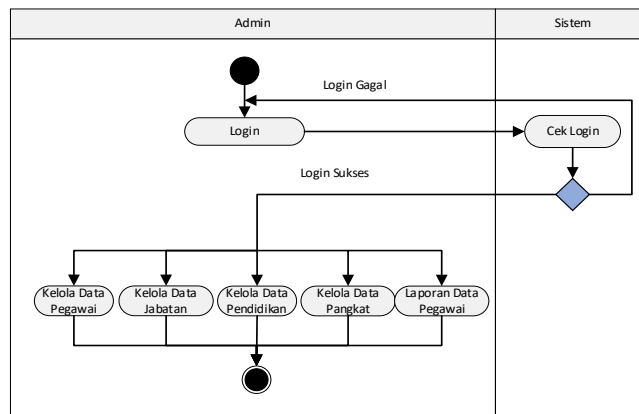 Admin
Sistem
Login Gagal
Login
Cek Login
Login Sukses
Kelola Data
Pegawai
Kelola Data
Jabatan
Kelola Data
Pendidikan
Kelola Data
Pangkat
Laporan Data
Pegawai